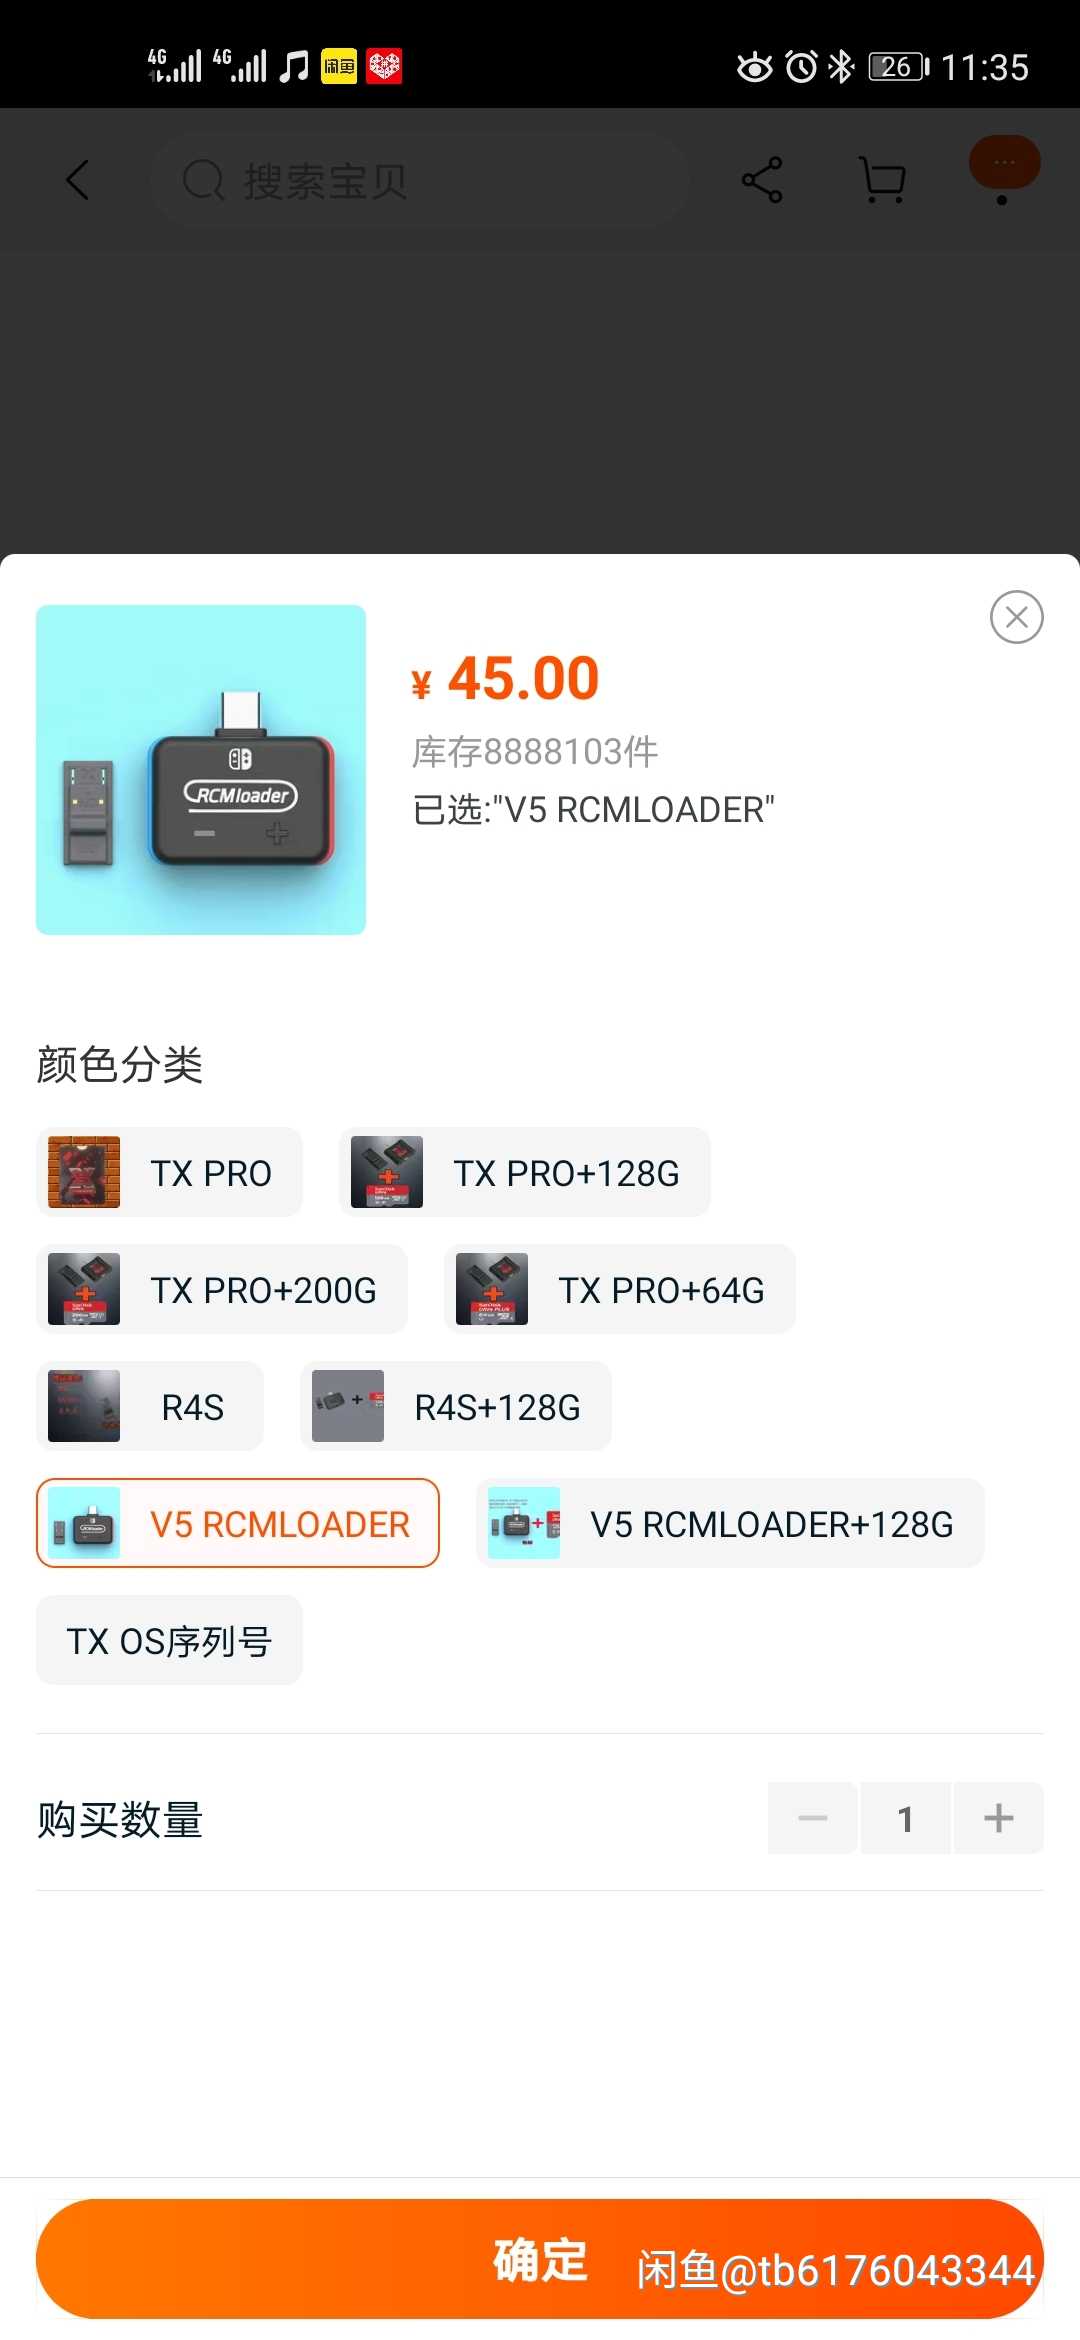 4G 4G 闲鱼 26 11:35
搜索宝贝
RCMloader
¥ 45.00
库存8888103件
已选:"V5 RCMLOADER"
颜色分类
TX PRO
TX PRO+128G
TX PRO+200G
TX PRO+64G
R4S
R4S+128G
V5 RCMLOADER
V5 RCMLOADER+128G
TX OS序列号
购买数量
1
确定
闲鱼@tb6176043344